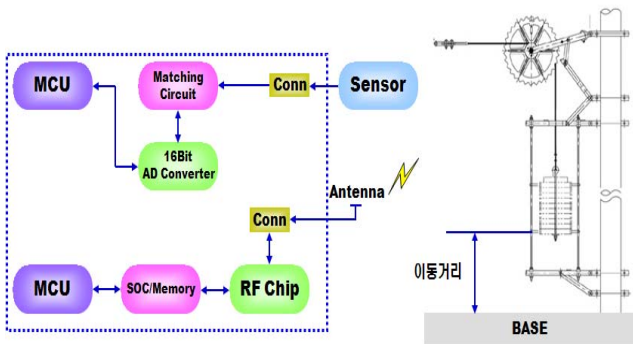 MCU
Matching
Circuit
Conn
Sensor
16Bit
AD Converter
Antenna
Conn
MCU
SOC/Memory
RF Chip
이동거리
BASE